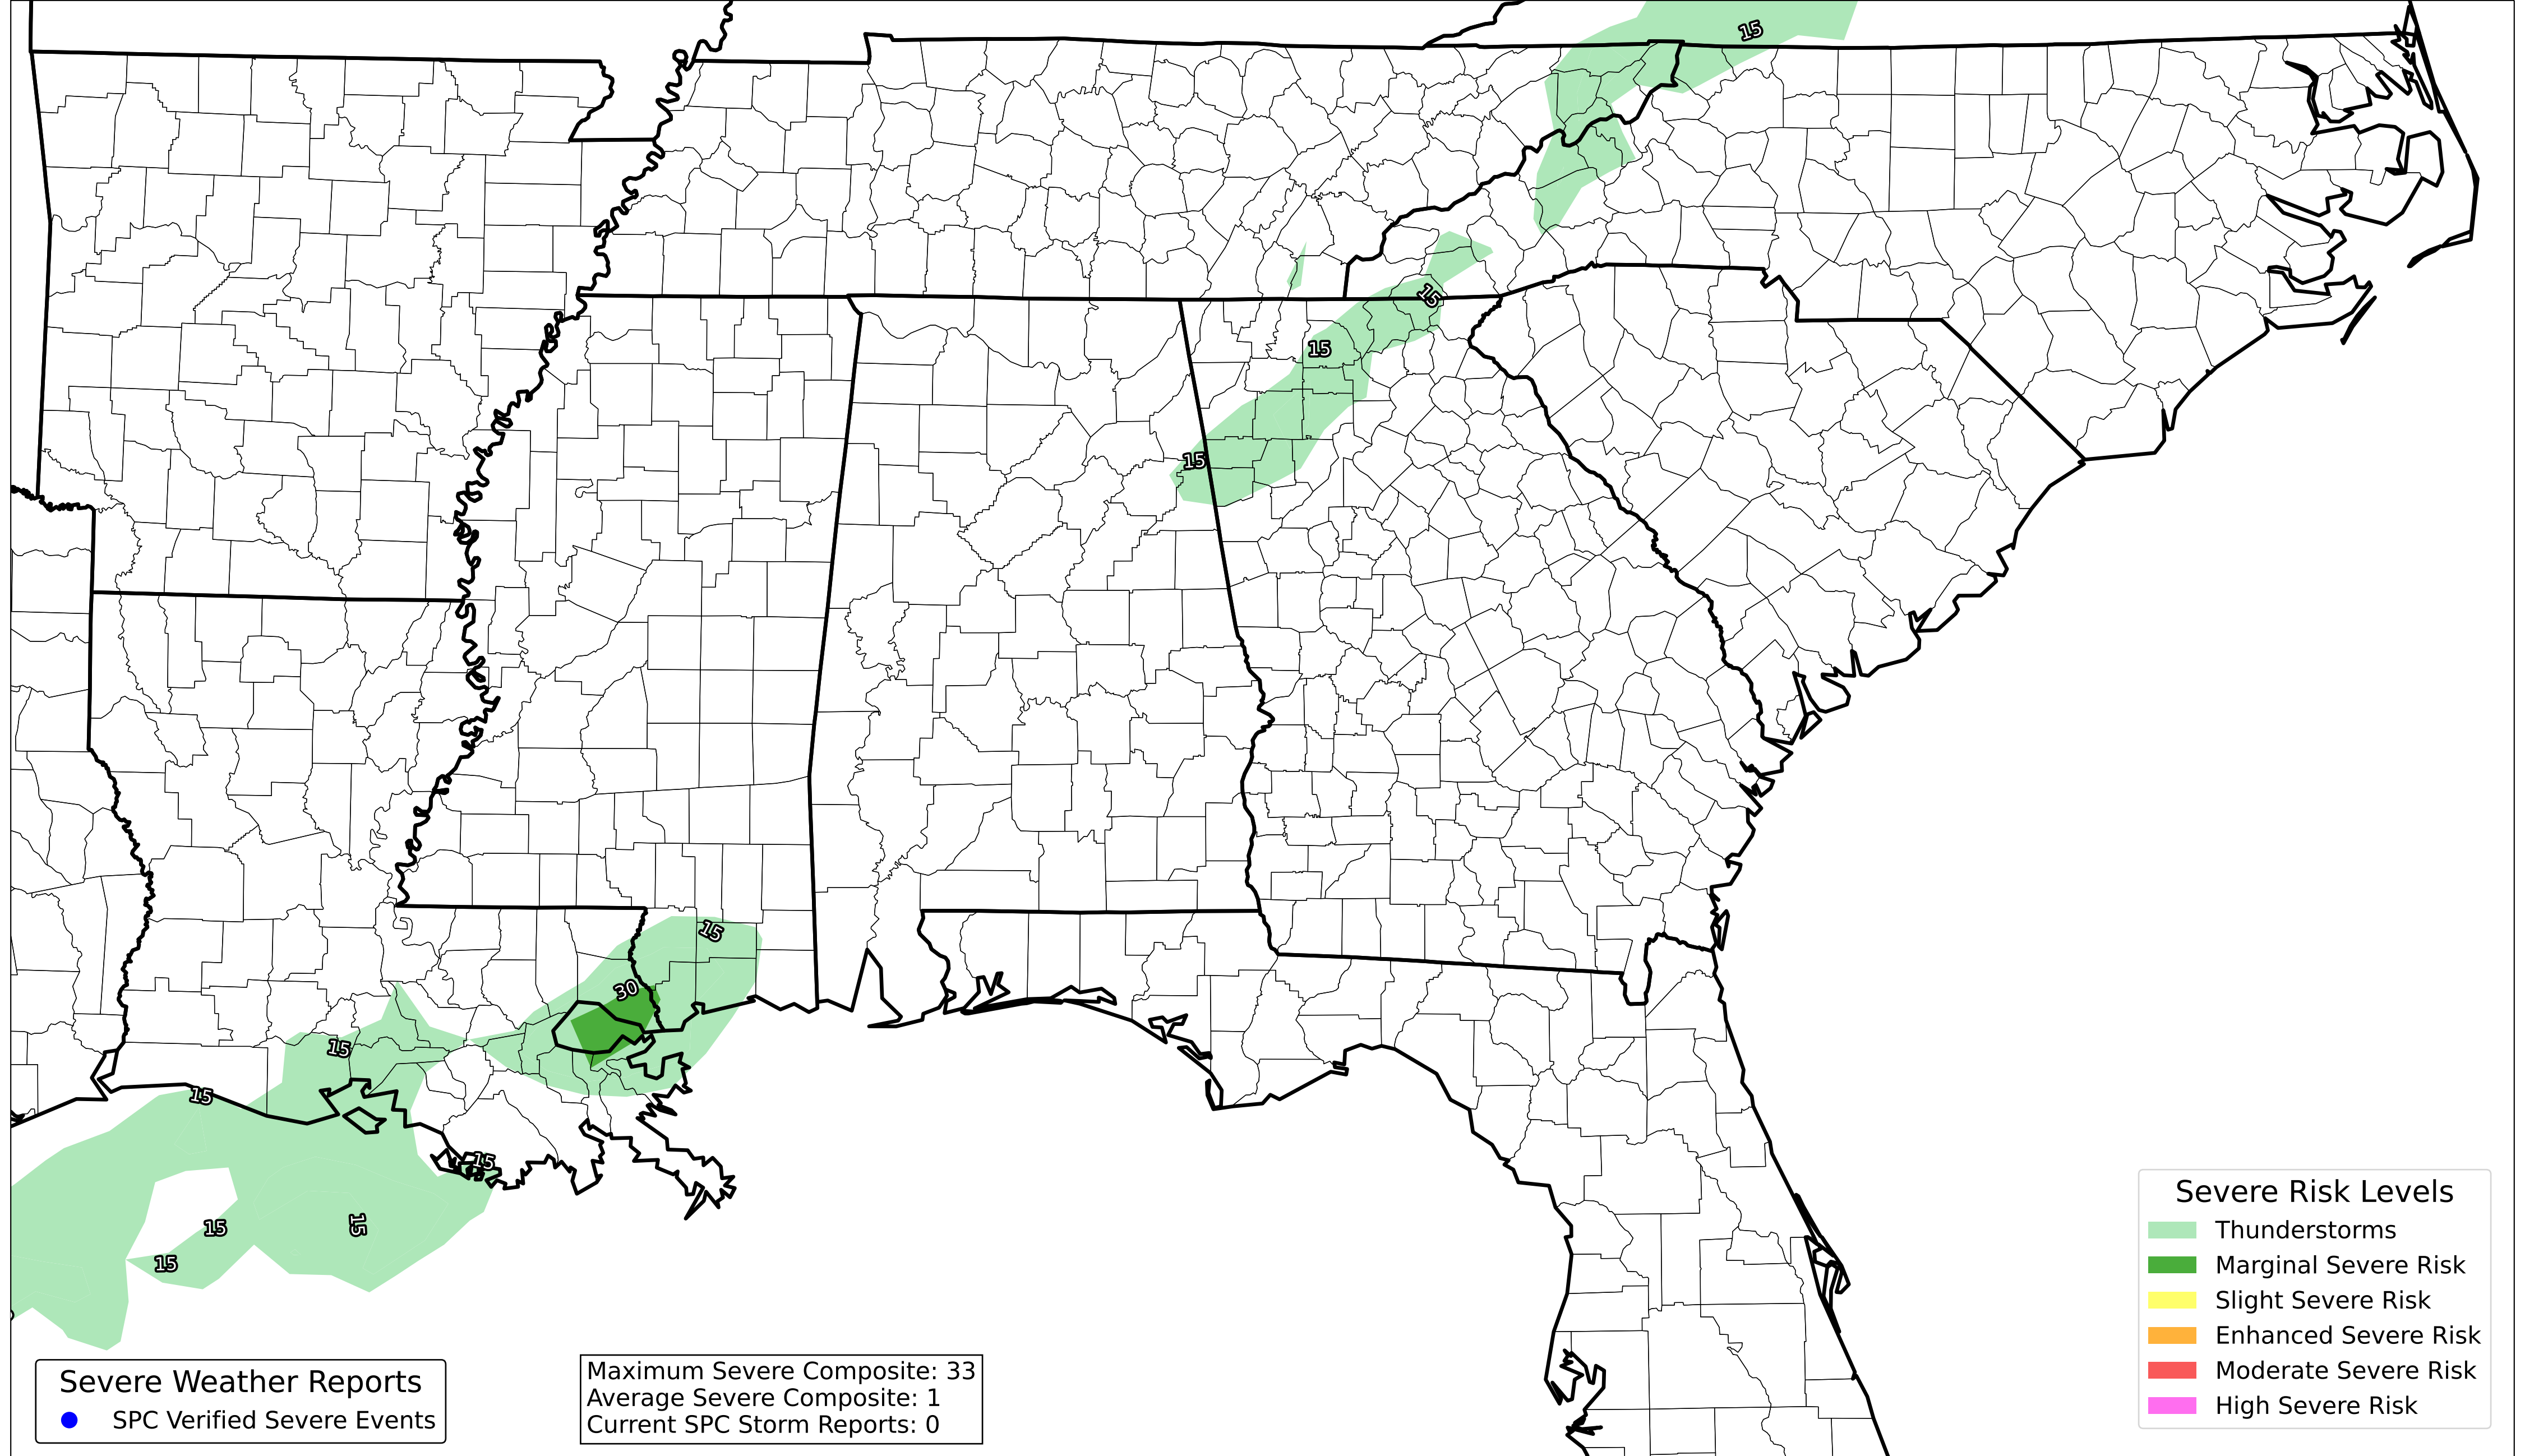 15
15
15
15
15
30
15
15
15
15
15
15
Severe Risk Levels
Thunderstorms
Marginal Severe Risk
Slight Severe Risk
Enhanced Severe Risk
Moderate Severe Risk
High Severe Risk
Severe Weather Reports
SPC Verified Severe Events
Maximum Severe Composite: 33
Average Severe Composite: 1
Current SPC Storm Reports: 0